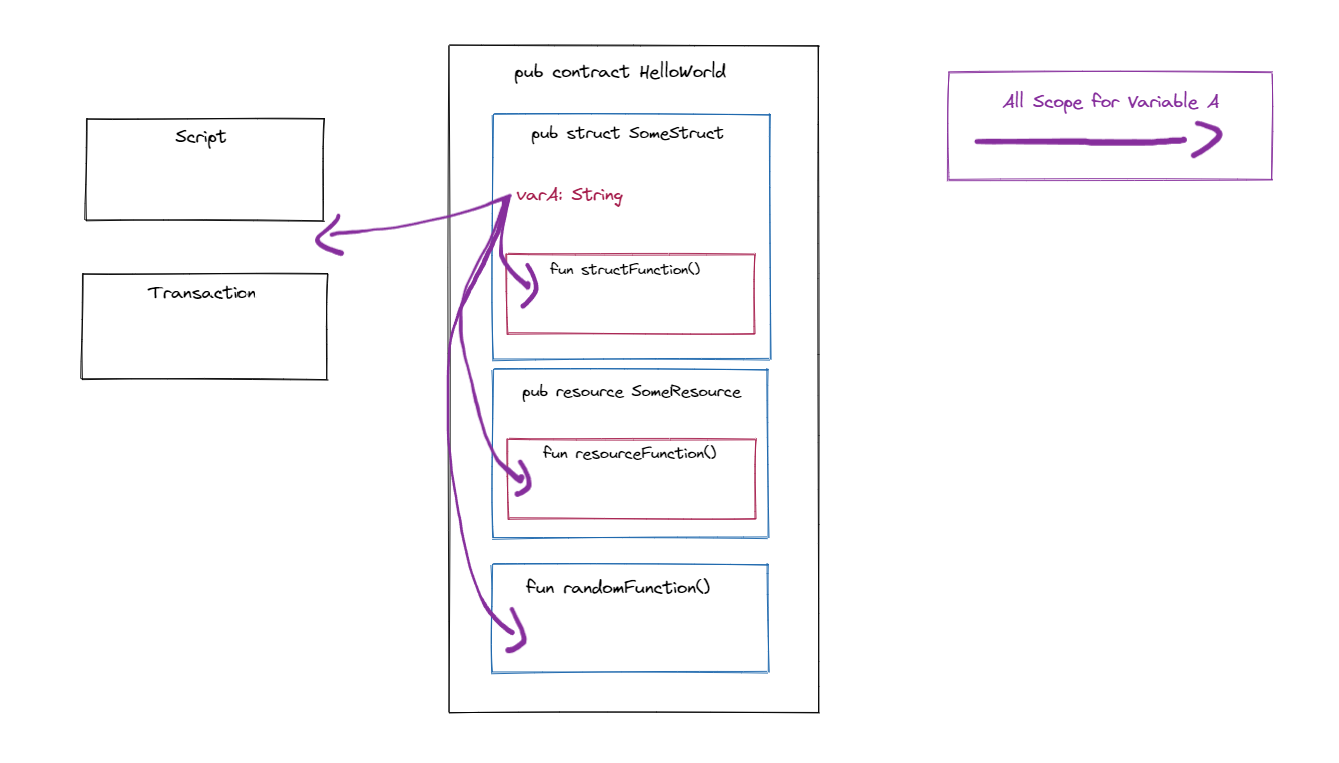 pub contract HelloWorld
Script
pub struct SomeStruct
varA: String
fun structFunction()
Transaction
pub resource SomeResource
fun resourceFunction()
fun randomFunction()
All Scope for Variable A